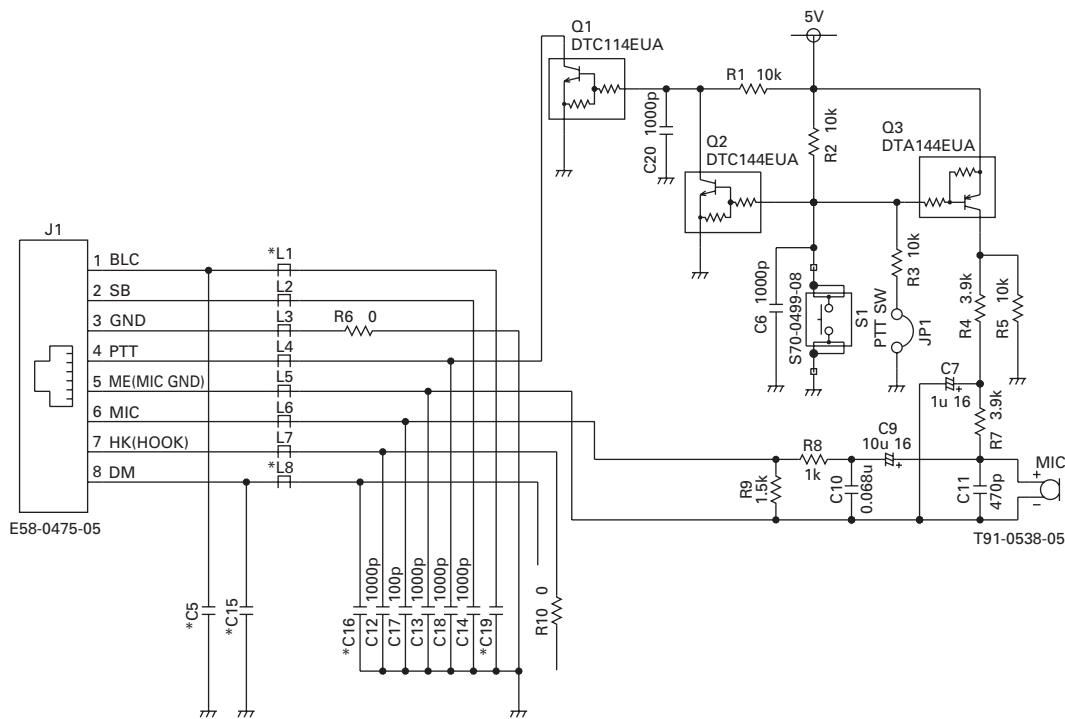 Q1
DTC114EUA
5V
R1 10k
C20 1000p
R2 10k
Q2
DTC144EUA
Q3
DTA144EUA
J1
1 BLC
2 SB
3 GND
4 PTT
5 ME(MIC GND)
6 MIC
7 HK(HOOK)
8 DM
E58-0475-05
*L1
L2
L3
L4
L5
L6
L7
*L8
R6 0
C6 1000p
S70-0499-08
S1
PTT SW
R3 10k
JP1
R4 3.9k
R5 10k
C7
1u 16
R7 3.9k
C9
10u 16
R8
1k
R9
1.5k
C10
0.068u
C11
470p
MIC
+
–
T91-0538-05
*C5
*C15
*C16
C12 1000p
C17 100p
C13 1000p
C18 1000p
C14 1000p
*C19
R10 0